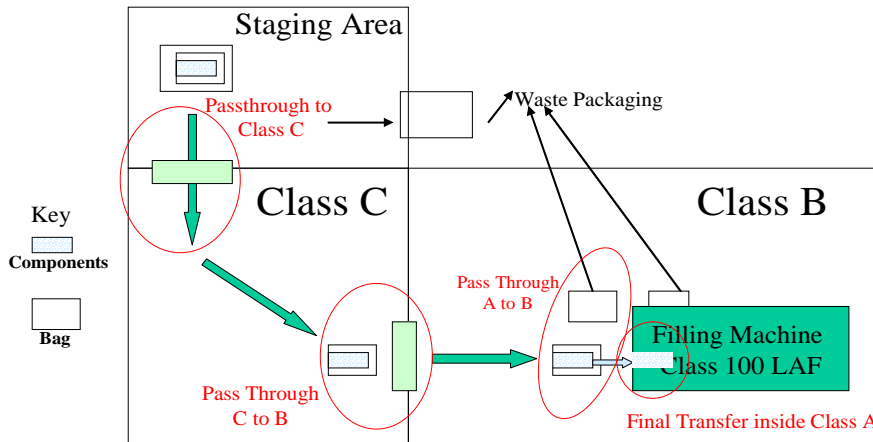 Staging Area
Passthrough to
Class C
Waste Packaging
Key
Components
Bag
Class C
Class B
Pass Through
A to B
Filling Machine
Class 100 LAF
Pass Through
C to B
Final Transfer inside Class A